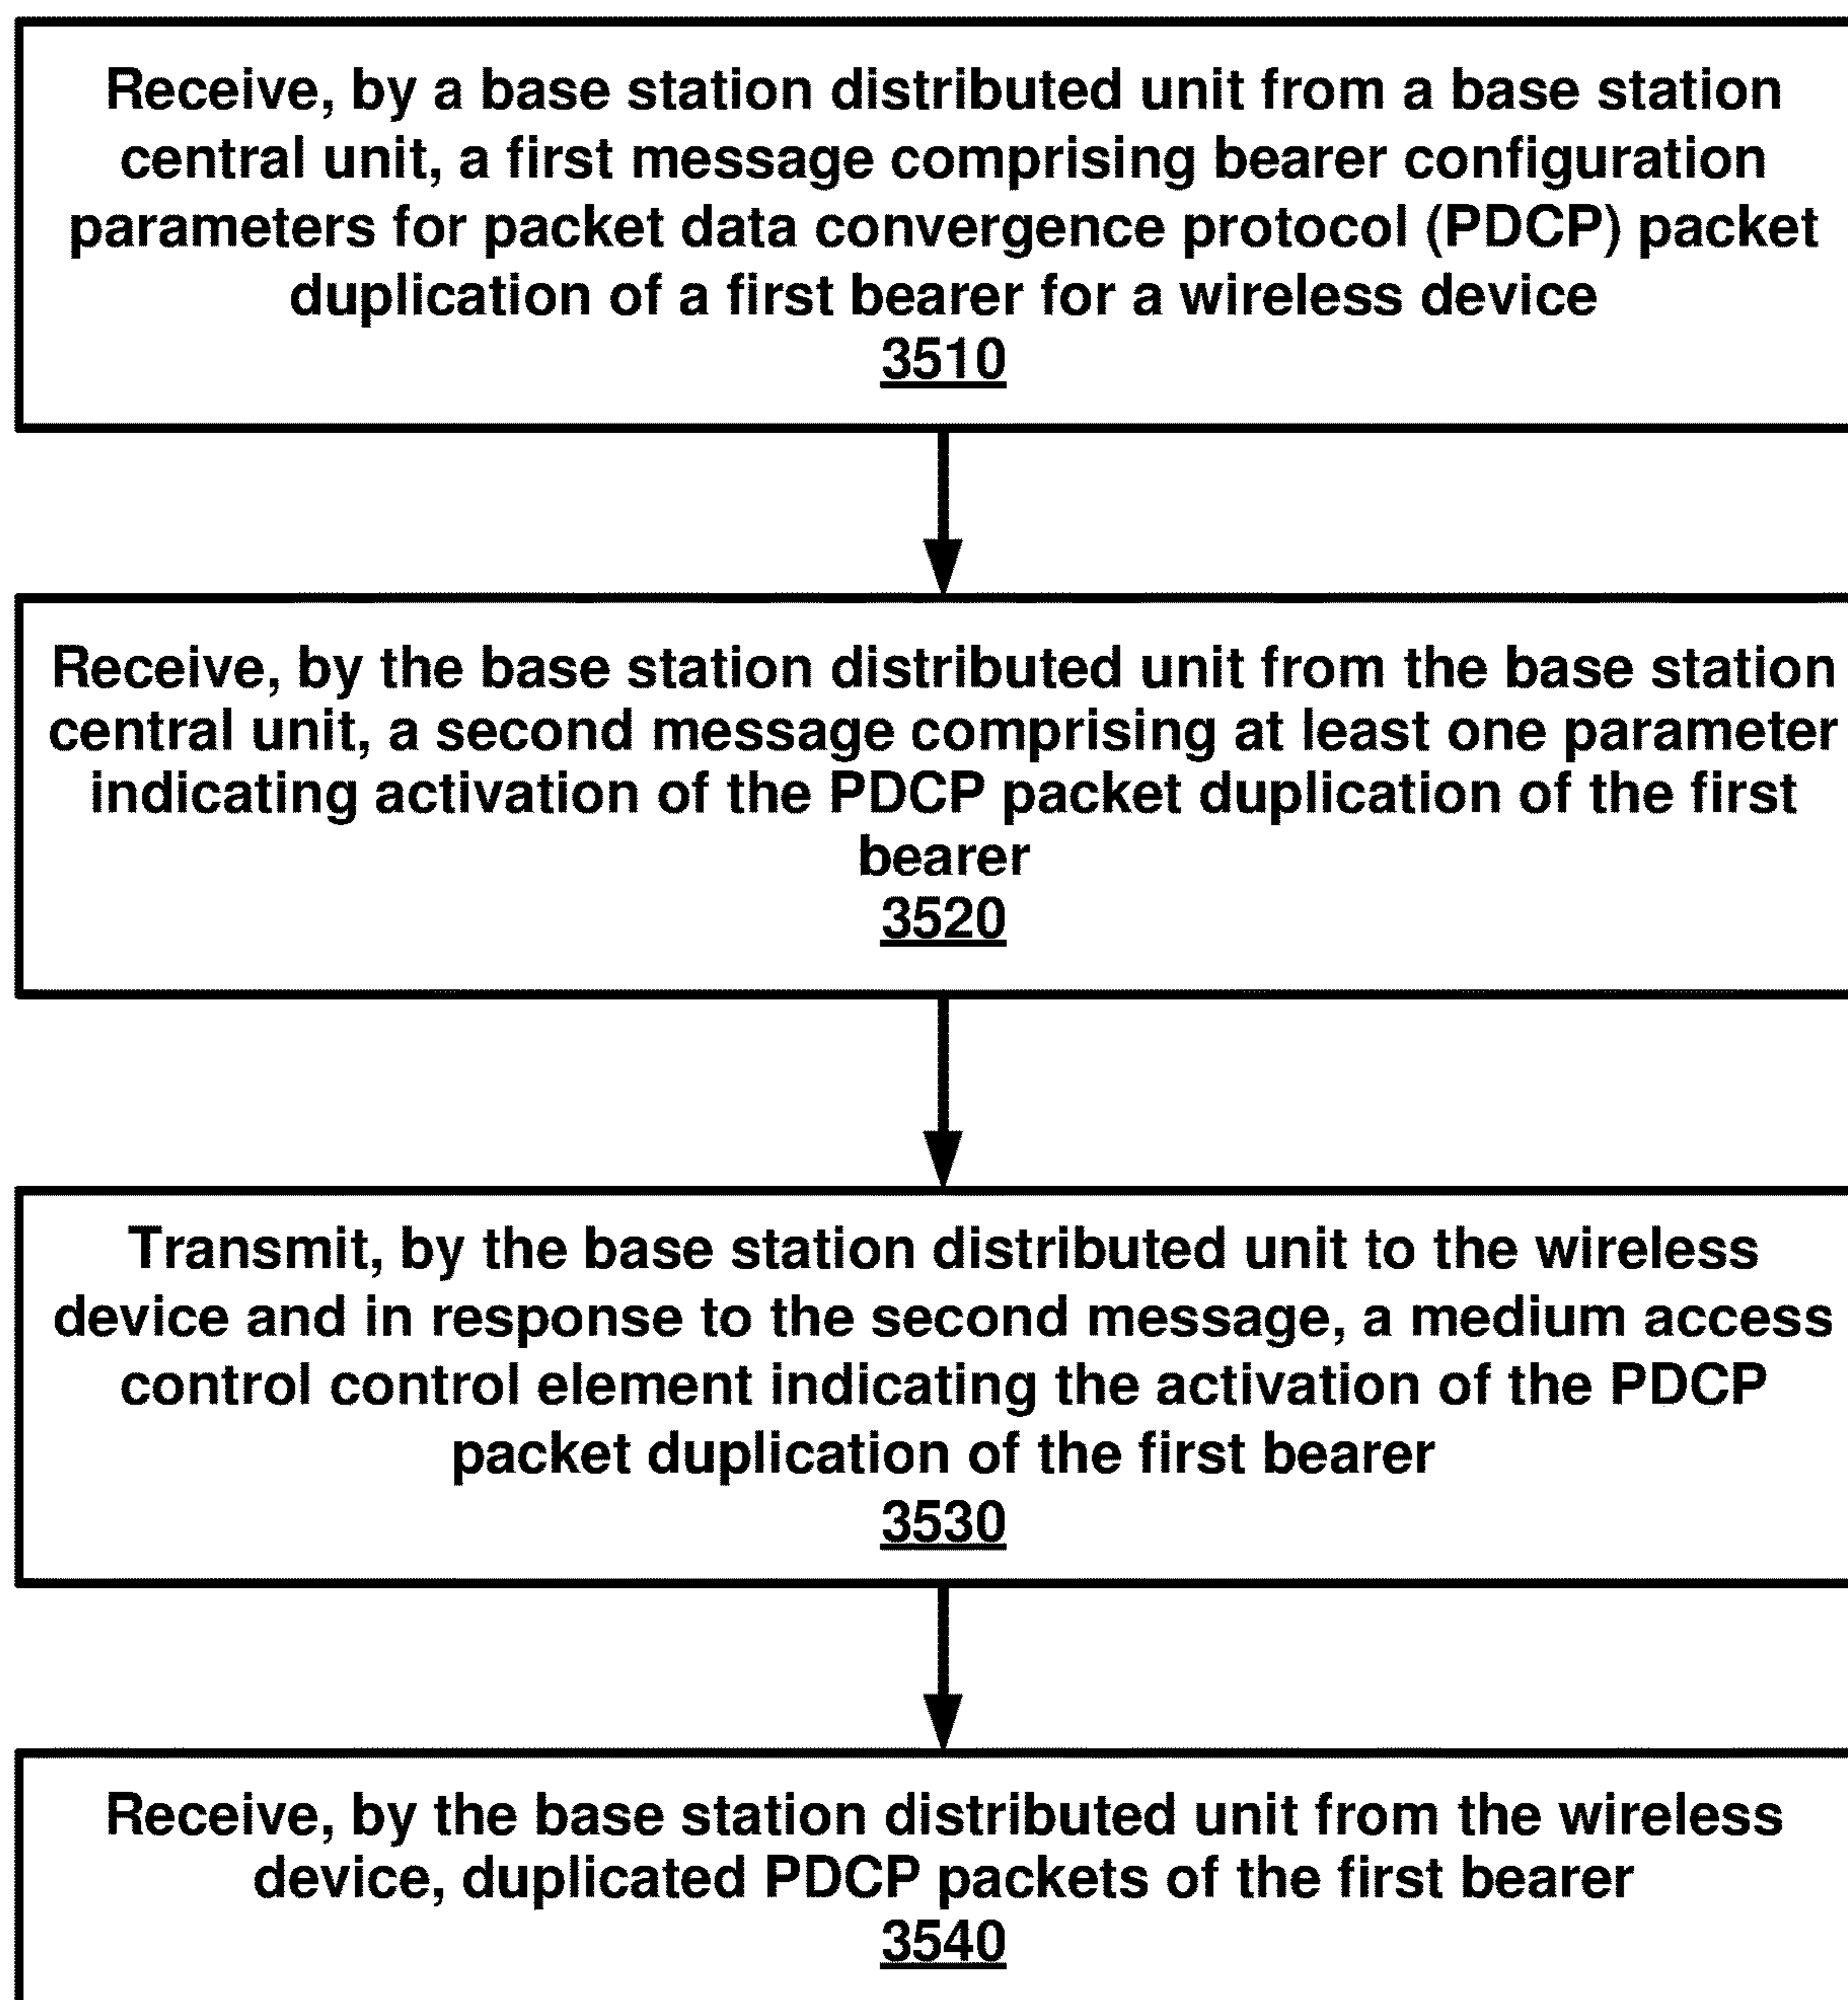 Receive, by a base station distributed unit from a base station
central unit, a first message comprising bearer configuration
parameters for packet data convergence protocol (PDCP) packet
duplication of a first bearer for a wireless device
3510
Receive, by the base station distributed unit from the base station
central unit, a second message comprising at least one parameter
indicating activation of the PDCP packet duplication of the first
bearer
3520
Transmit, by the base station distributed unit to the wireless
device and in response to the second message, a medium access
control control element indicating the activation of the PDCP
packet duplication of the first bearer
3530
Receive, by the base station distributed unit from the wireless
device, duplicated PDCP packets of the first bearer
3540